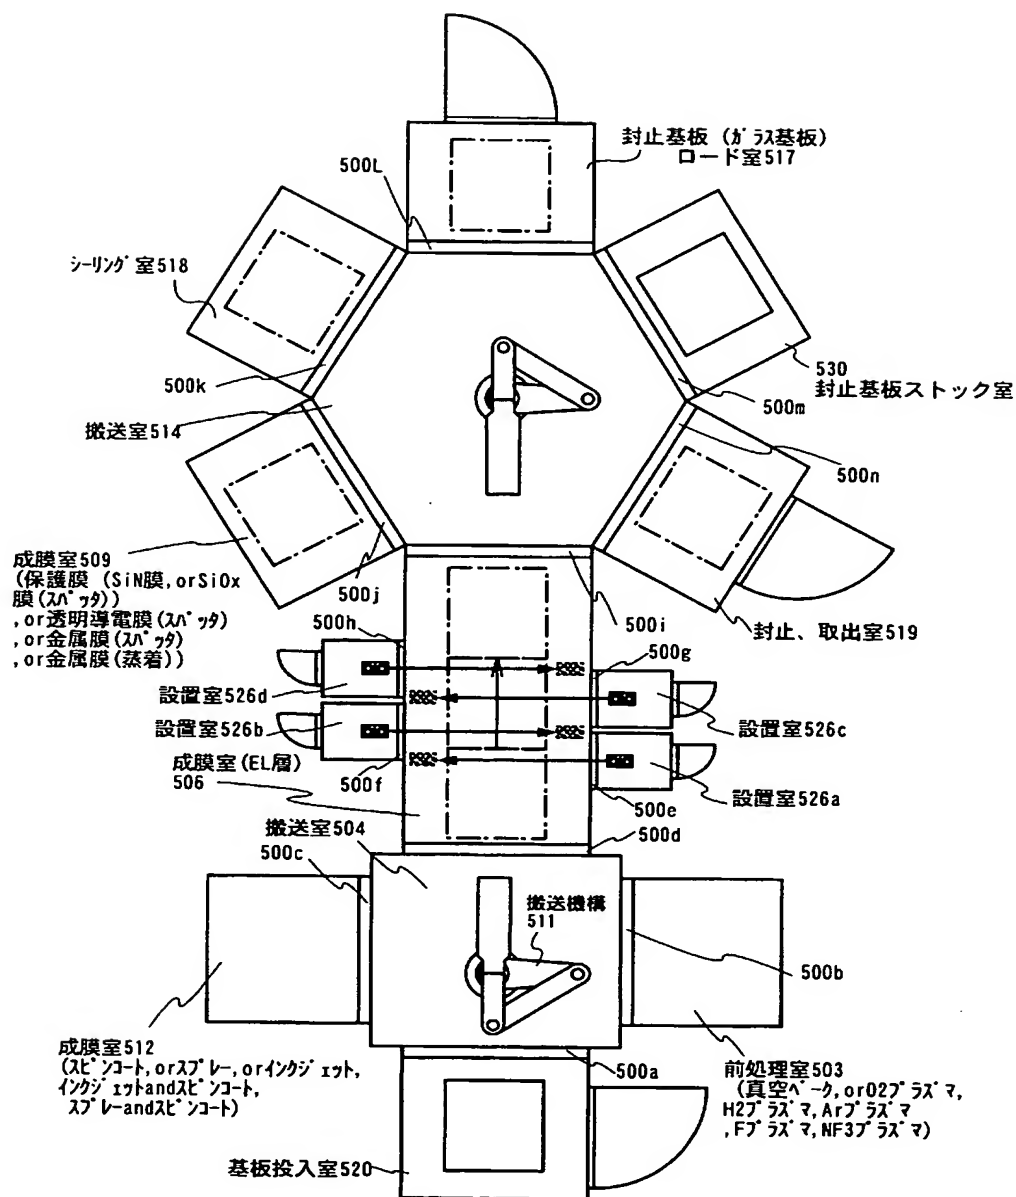 封止基板 (ガラス基板)
ロード室517
500L
シーリング室518
500k
530
封止基板ストック室
500m
搬送室514
500n
成膜室509
(保護膜 (SiN膜, orSiOx
膜(スパッタ))
, or透明導電膜(スパッタ)
, or金属膜(スパッタ)
, or金属膜(蒸着))
500j
500h
500i
封止、取出室519
500g
設置室526d
設置室526c
設置室526b
成膜室(EL層)
506
500f
設置室526a
500e
500d
搬送室504
500c
搬送機構
511
500b
成膜室512
(スピンコート, orスプレー, orインクジェット,
インクジェットandスピンコート,
スプレーandスピンコート)
500a
前処理室503
(真空ベーク, orO2プラズマ,
H2プラズマ, Arプラズマ
, Fプラズマ, NF3プラズマ)
基板投入室520